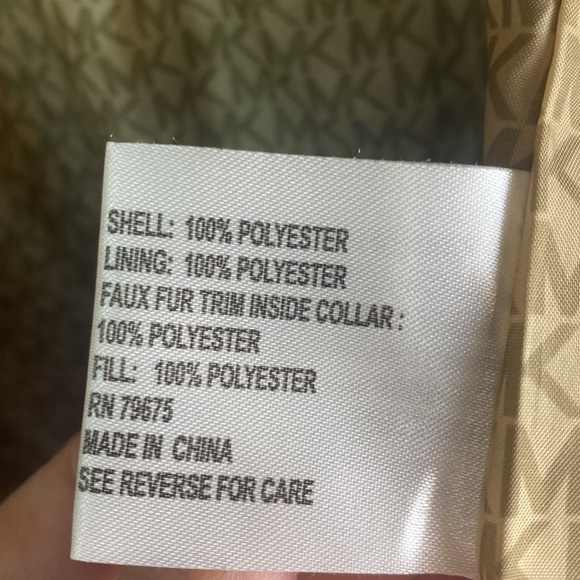 SHELL: 100% POLYESTER
LINING: 100% POLYESTER
FAUX FUR TRIM INSIDE COLLAR :
100% POLYESTER
FILL: 100% POLYESTER
RN 79675
MADE IN CHINA
SEE REVERSE FOR CARE